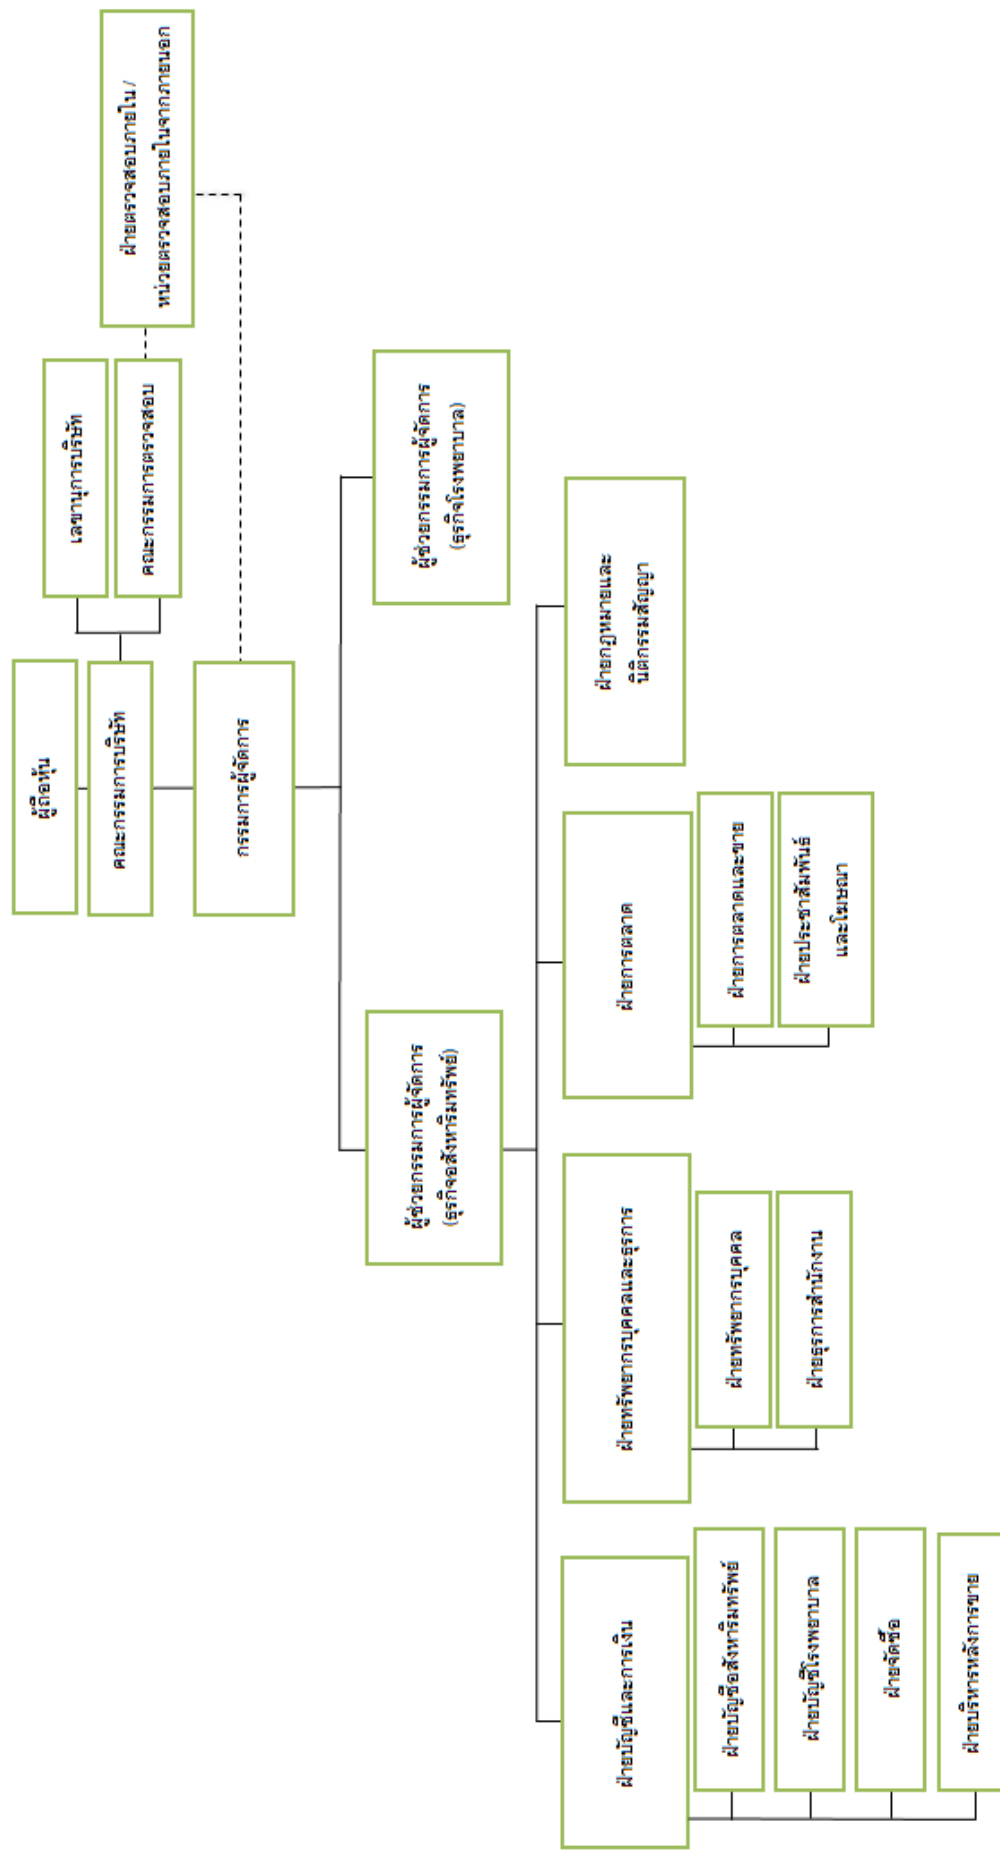 ผู้ถือหุ้น
คณะกรรมการบริษัท
เลขานุการบริษัท
คณะกรรมการตรวจสอบ
ฝ่ายตรวจสอบภายใน /
หน่วยตรวจสอบภายในจากภายนอก
กรรมการผู้จัดการ
ผู้ช่วยกรรมการผู้จัดการ
(ธุรกิจอสังหาริมทรัพย์)
ผู้ช่วยกรรมการผู้จัดการ
(ธุรกิจโรงพยาบาล)
ฝ่ายบัญชีและการเงิน
ฝ่ายทรัพยากรบุคคลและธุรการ
ฝ่ายการตลาด
ฝ่ายกฎหมายและ
นิติกรรมสัญญา
ฝ่ายบัญชีอสังหาริมทรัพย์
ฝ่ายบัญชีโรงพยาบาล
ฝ่ายจัดซื้อ
ฝ่ายบริหารหลังการขาย
ฝ่ายทรัพยากรบุคคล
ฝ่ายธุรการสำนักงาน
ฝ่ายการตลาดและขาย
ฝ่ายประชาสัมพันธ์
และโฆษณา